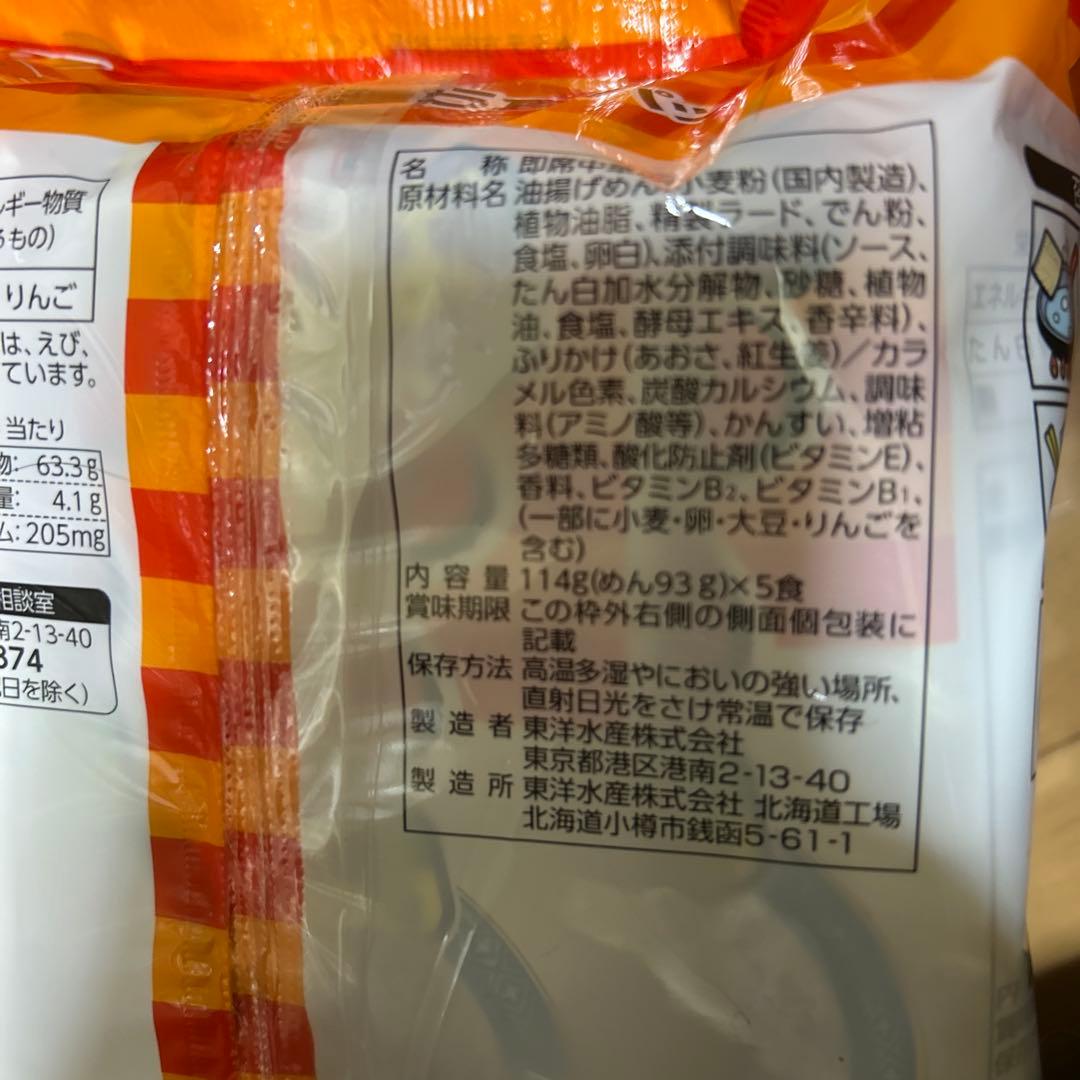 ルギー物質
るもの)
りんご
は、えび、
ています。
当たり
物: 63.3g
量: 4.1g
ム: 205mg
相談室
南2-13-40
374
日を除く)
名称 即席中
原材料名 油揚げめん 小麦粉(国内製造)、
植物油脂、精製ラード、でん粉、
食塩、卵白)、添付調味料(ソース、
たん白加水分解物、砂糖、植物
油、食塩、酵母エキス、香辛料)、
ふりかけ(あおさ、紅生姜)/カラ
メル色素、炭酸カルシウム、調味
料(アミノ酸等)、かんすい、増粘
多糖類、酸化防止剤(ビタミンE)、
香料、ビタミンB2、ビタミンB1、
(一部に小麦・卵・大豆・りんごを
含む)
内容量 114g(めん93g)×5食
賞味期限 この枠外右側の側面個包装に
記載
保存方法 高温多湿やにおいの強い場所、
直射日光をさけ常温で保存
製造者 東洋水産株式会社
東京都港区港南2-13-40
製造所 東洋水産株式会社 北海道工場
北海道小樽市銭函5-61-1
エネル
たん